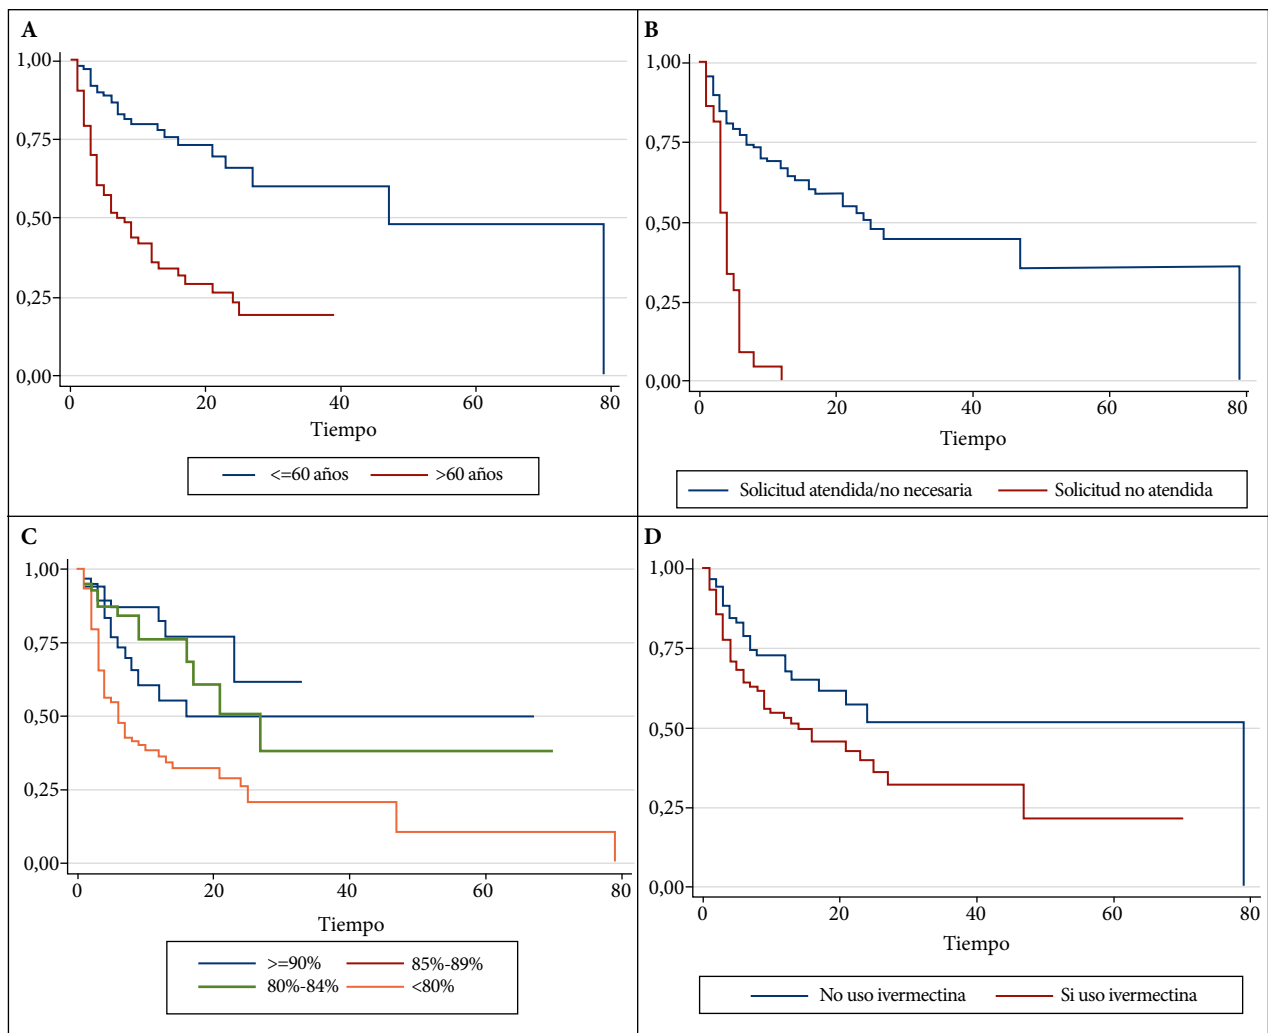 A
1,00
0,75
0,50
0,25
0,00
0 20 40 60 80
Tiempo
<=60 años >60 años
B
1,00
0,75
0,50
0,25
0,00
0 20 40 60 80
Tiempo
Solicitud atendida/no necesaria Solicitud no atendida
C
1,00
0,75
0,50
0,25
0,00
0 20 40 60 80
Tiempo
>=90% 85%-89%
80%-84% <80%
D
1,00
0,75
0,50
0,25
0,00
0 20 40 60 80
Tiempo
No uso ivermectina Si uso ivermectina